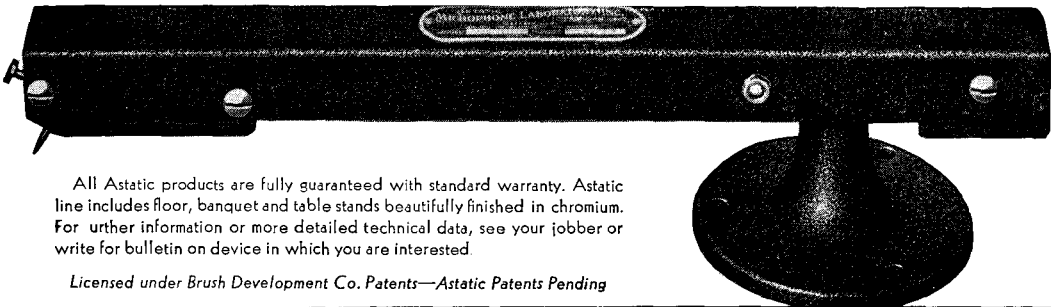 MICROPHONE LABORATORY
All Astatic products are fully guaranteed with standard warranty. Astatic
line includes floor, banquet and table stands beautifully finished in chromium.
For urther information or more detailed technical data, see your jobber or
write for bulletin on device in which you are interested.
Licensed under Brush Development Co. Patents—Astatic Patents Pending